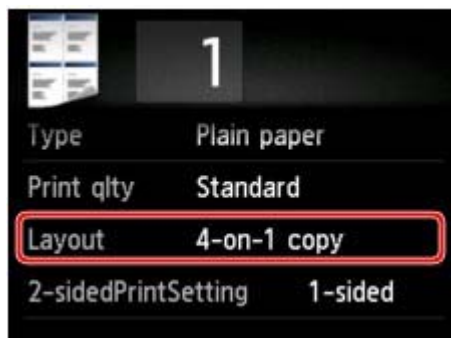 1
Type Plain paper
Print qlty Standard
Layout 4-on-1 copy
2-sidedPrintSetting 1-sided